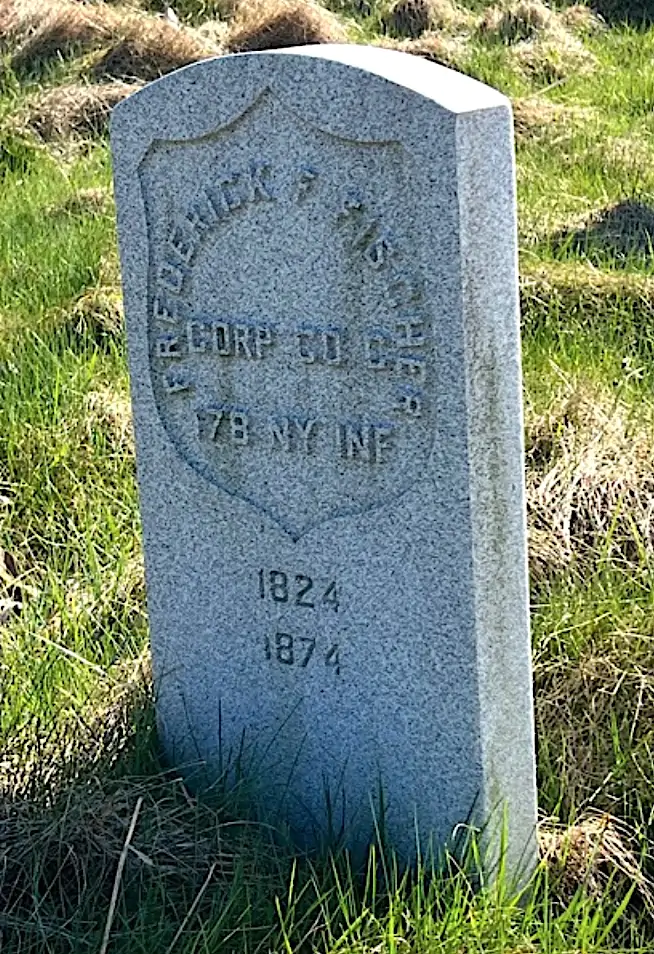 FREDERICK F FISCHER
CORP CO. G
178 NY INF
1824
1874